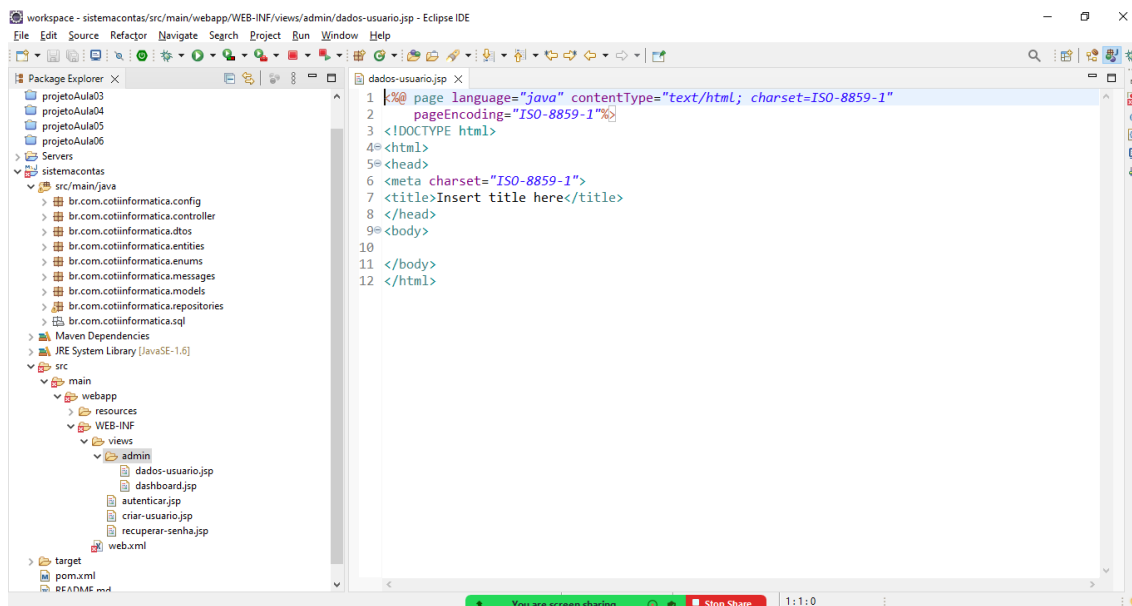 workspace - sistemacontas/src/main/webapp/WEB-INF/views/admin/dados-usuario.jsp - Eclipse IDE
File Edit Source Refactor Navigate Search Project Run Window Help
Package Explorer
projetoAula03
projetoAula04
projetoAula05
projetoAula06
Servers
sistemacontas
src/main/java
br.com.cotiinformatica.config
br.com.cotiinformatica.controller
br.com.cotiinformatica.dtos
br.com.cotiinformatica.entities
br.com.cotiinformatica.enums
br.com.cotiinformatica.messages
br.com.cotiinformatica.models
br.com.cotiinformatica.repositories
br.com.cotiinformatica.sql
Maven Dependencies
JRE System Library [JavaSE-1.6]
src
main
webapp
resources
WEB-INF
views
admin
dados-usuario.jsp
dashboard.jsp
autenticar.jsp
criar-usuario.jsp
recuperar-senha.jsp
web.xml
target
pom.xml
README.md
dados-usuario.jsp
1 <%@ page language="java" contentType="text/html; charset=ISO-8859-1"
2 pageEncoding="ISO-8859-1"%>
3 <!DOCTYPE html>
4 <html>
5 <head>
6 <meta charset="ISO-8859-1">
7 <title>Insert title here</title>
8 </head>
9 <body>
10
11 </body>
12 </html>
You are screen sharing
Stop Share
1:1:0